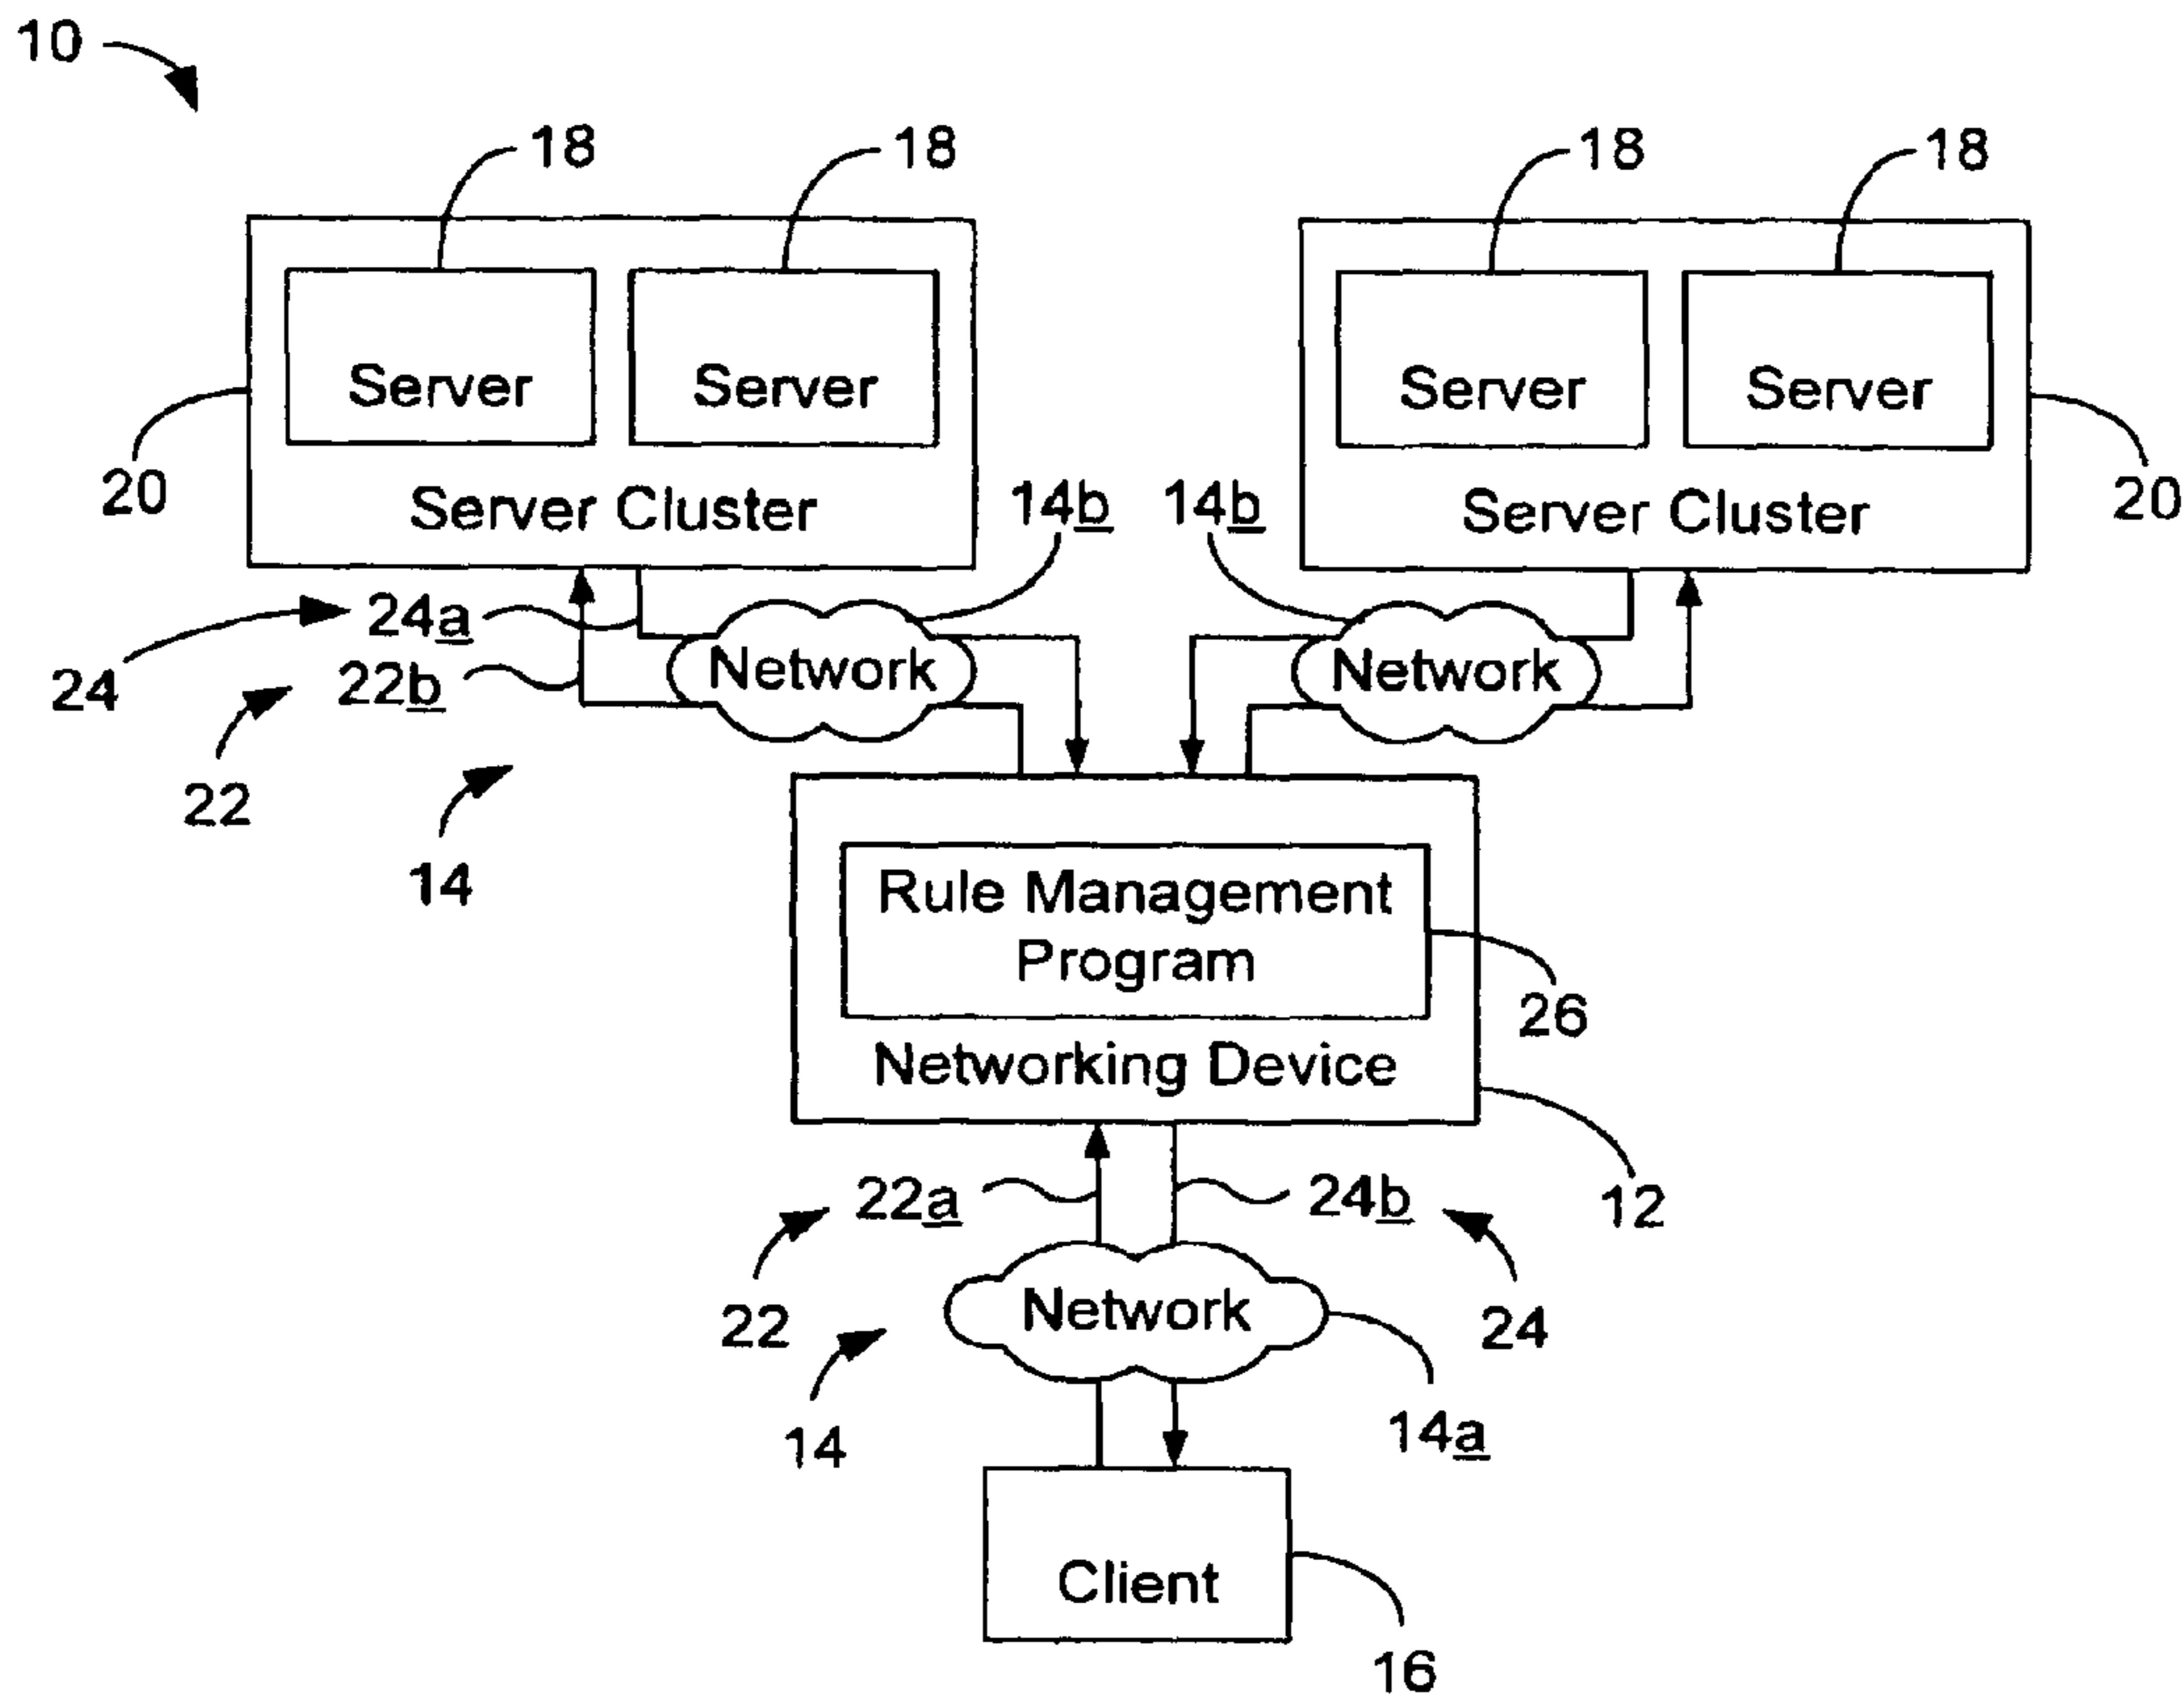 10
18 18 18 18
Server Server Server Server
20 Server Cluster 14b 14b Server Cluster 20
24a
24 22b Network Network
22
14
Rule Management
Program
26
Networking Device
22a 24b 12
22 Network 24
14 14a
Client
16